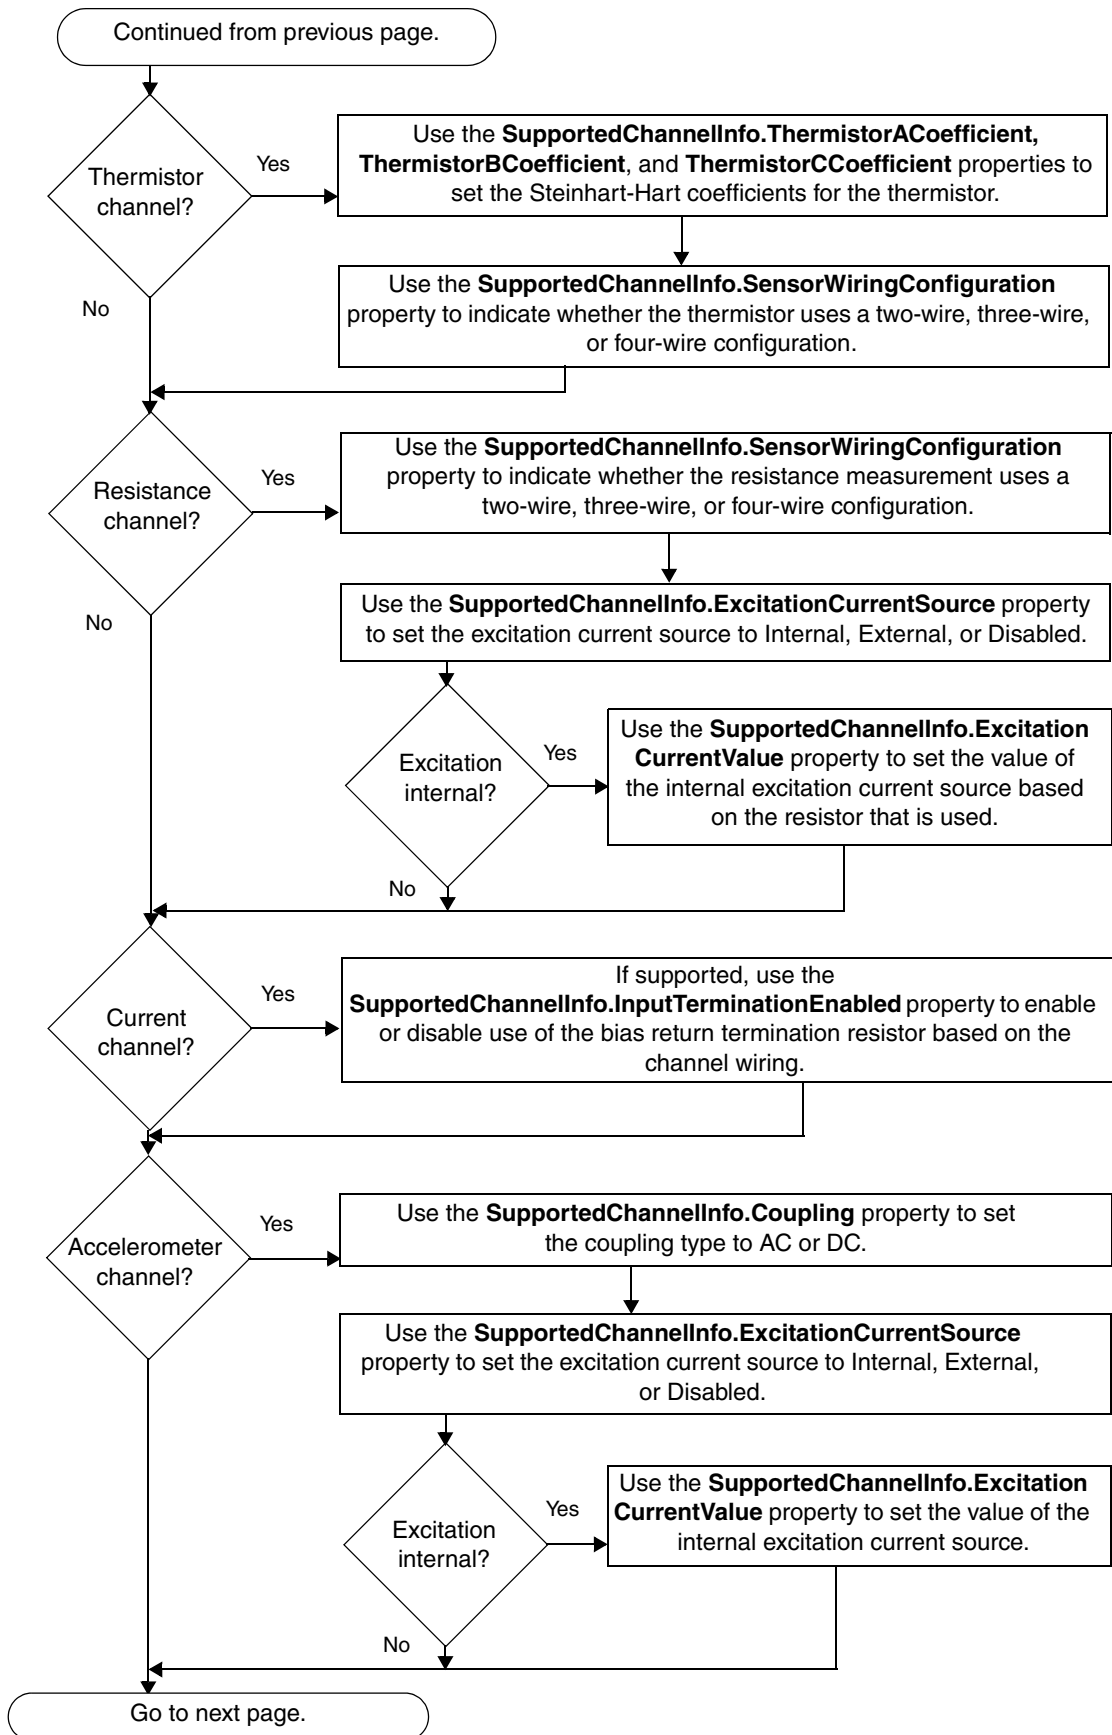 Continued from previous page.
Thermistor
channel?
Yes
No
Use the SupportedChannelInfo.ThermistorACoefficient,
ThermistorBCoefficient, and ThermistorCCoefficient properties to
set the Steinhart-Hart coefficients for the thermistor.
Use the SupportedChannelInfo.SensorWiringConfiguration
property to indicate whether the thermistor uses a two-wire, three-wire,
or four-wire configuration.
Resistance
channel?
Yes
No
Use the SupportedChannelInfo.SensorWiringConfiguration
property to indicate whether the resistance measurement uses a
two-wire, three-wire, or four-wire configuration.
Use the SupportedChannelInfo.ExcitationCurrentSource property
to set the excitation current source to Internal, External, or Disabled.
Excitation
internal?
Yes
No
Use the SupportedChannelInfo.Excitation
CurrentValue property to set the value of
the internal excitation current source based
on the resistor that is used.
Current
channel?
Yes
If supported, use the
SupportedChannelInfo.InputTerminationEnabled property to enable
or disable use of the bias return termination resistor based on the
channel wiring.
Accelerometer
channel?
Yes
Use the SupportedChannelInfo.Coupling property to set
the coupling type to AC or DC.
Use the SupportedChannelInfo.ExcitationCurrentSource
property to set the excitation current source to Internal, External,
or Disabled.
Excitation
internal?
Yes
No
Use the SupportedChannelInfo.Excitation
CurrentValue property to set the value of the
internal excitation current source.
Go to next page.